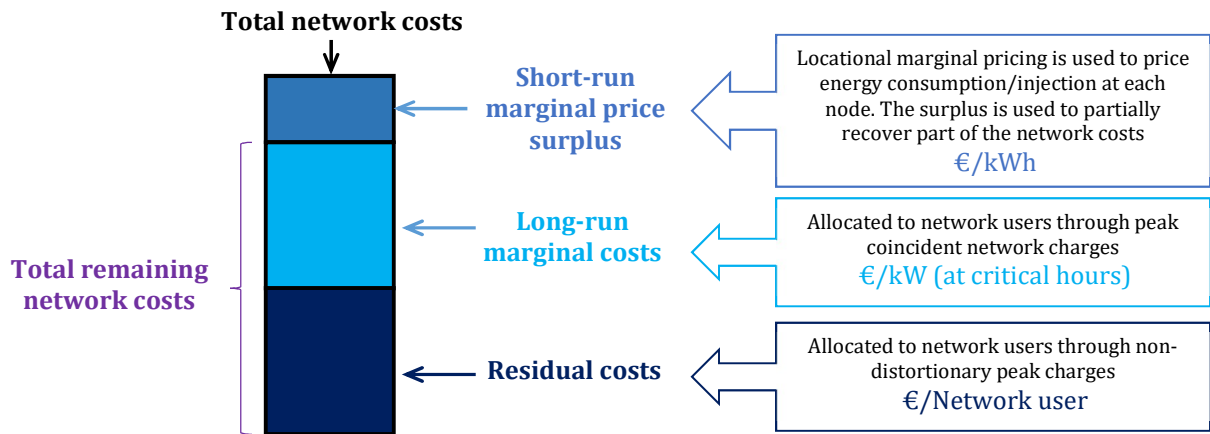 Total network costs
Short-run
marginal price
surplus
Locational marginal pricing is used to price
energy consumption/injection at each
node. The surplus is used to partially
recover part of the network costs
€/kWh
Long-run
marginal costs
Allocated to network users through peak
coincident network charges
€/kW (at critical hours)
Total remaining
network costs
Residual costs
Allocated to network users through non-
distortionary peak charges
€/Network user